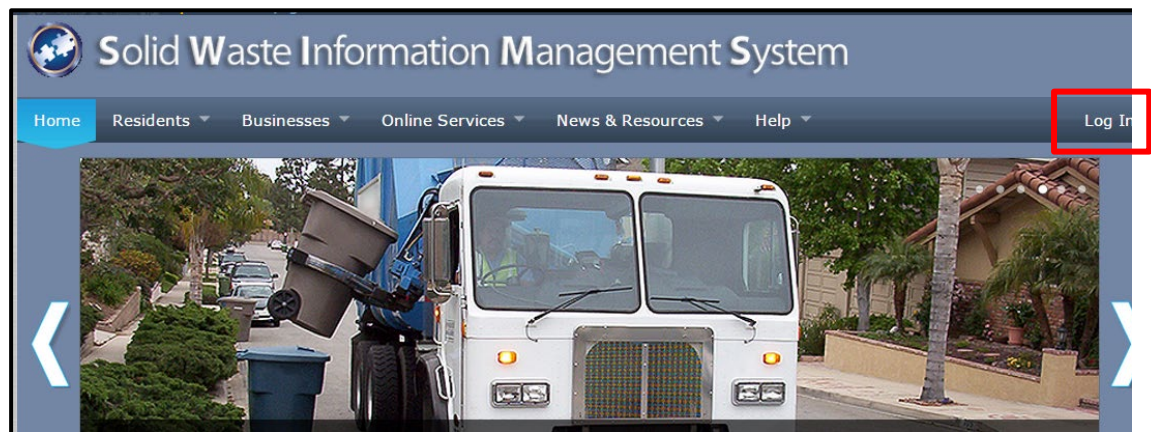 Solid Waste Information Management System
Home Residents Businesses Online Services News & Resources Help Log In